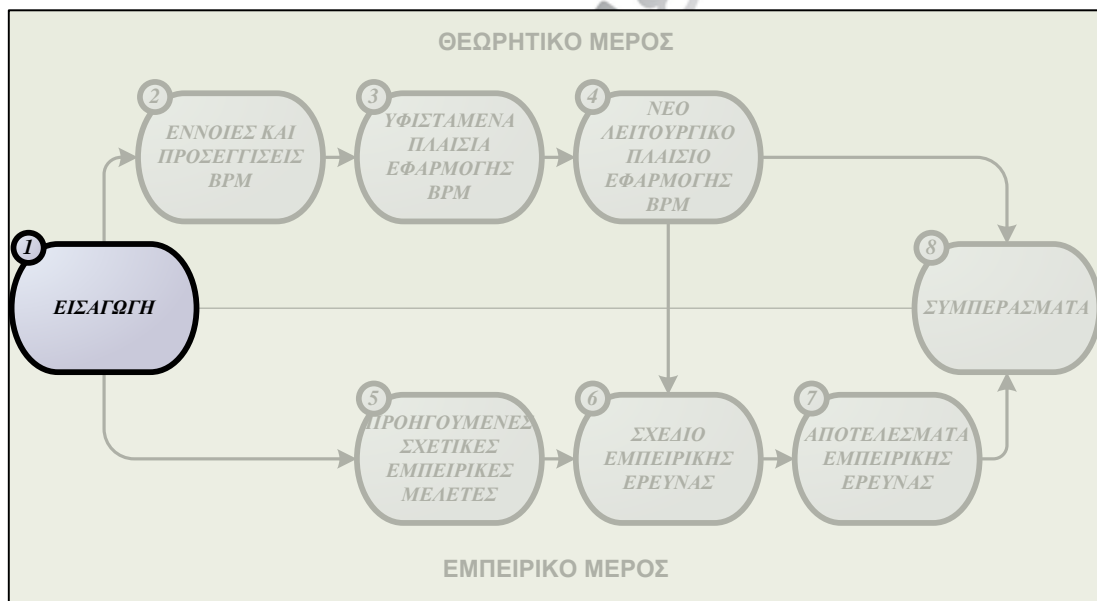 ΘΕΩΡΗΤΙΚΟ ΜΕΡΟΣ
2
ΕΝΝΟΙΕΣ ΚΑΙ
ΠΡΟΣΕΓΓΙΣΕΙΣ
BPM
3
ΥΦΙΣΤΑΜΕΝΑ
ΠΛΑΙΣΙΑ
ΕΦΑΡΜΟΓΗΣ
BPM
4
ΝΕΟ
ΛΕΙΤΟΥΡΓΙΚΟ
ΠΛΑΙΣΙΟ
ΕΦΑΡΜΟΓΗΣ
BPM
1
ΕΙΣΑΓΩΓΗ
8
ΣΥΜΠΕΡΑΣΜΑΤΑ
5
ΠΡΟΗΓΟΥΜΕΝΕΣ
ΣΧΕΤΙΚΕΣ
ΕΜΠΕΙΡΙΚΕΣ
ΜΕΛΕΤΕΣ
6
ΣΧΕΔΙΟ
ΕΜΠΕΙΡΙΚΗΣ
ΕΡΕΥΝΑΣ
7
ΑΠΟΤΕΛΕΣΜΑΤΑ
ΕΜΠΕΙΡΙΚΗΣ
ΕΡΕΥΝΑΣ
ΕΜΠΕΙΡΙΚΟ ΜΕΡΟΣ